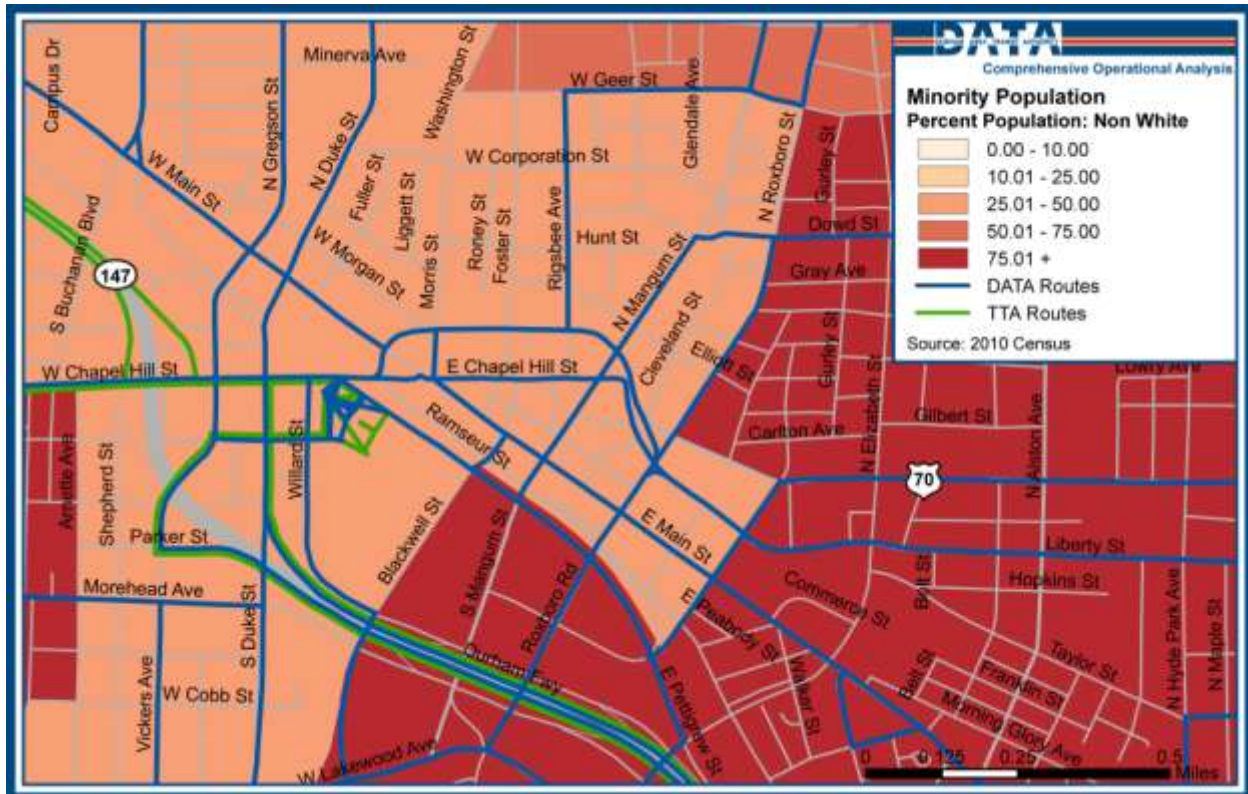 DATA
Comprehensive Operational Analysis
Minority Population
Percent Population: Non White
0.00 - 10.00
10.01 - 25.00
25.01 - 50.00
50.01 - 75.00
75.01 +
DATA Routes
TTA Routes
Source: 2010 Census
Campus Dr
Minerva Ave
Washington St
W Geer St
Glendale Ave
N Gregson St
N Duke St
W Main St
W Corporation St
N Roxboro St
Gurley St
Fuller St
Liggett St
Morris St
Roney St
Foster St
Rigsbee Ave
Hunt St
Dowd St
S Buchanan Blvd
147
W Morgan St
N Mangum St
Gray Ave
Cleveland St
Elliott St
Gurley St
W Chapel Hill St
E Chapel Hill St
Lowry Ave
N Elizabeth St
Gilbert St
N Alston Ave
Ramseur St
Carlton Ave
Arnette Ave
Shepherd St
Willard St
70
Blackwell St
S Mangum St
E Main St
Liberty St
Parker St
Morehead Ave
Roxboro Rd
Commerce St
Holt St
Hopkins St
N Hyde Park Ave
N Maple St
E Peabody St
S Duke St
Durham Fwy
Vickers Ave
W Cobb St
Walker St
Belt St
Taylor St
Franklin St
Morning Glory Ave
E Pettigrew St
W Lakewood Ave
0 0.125 0.25 0.5
Miles